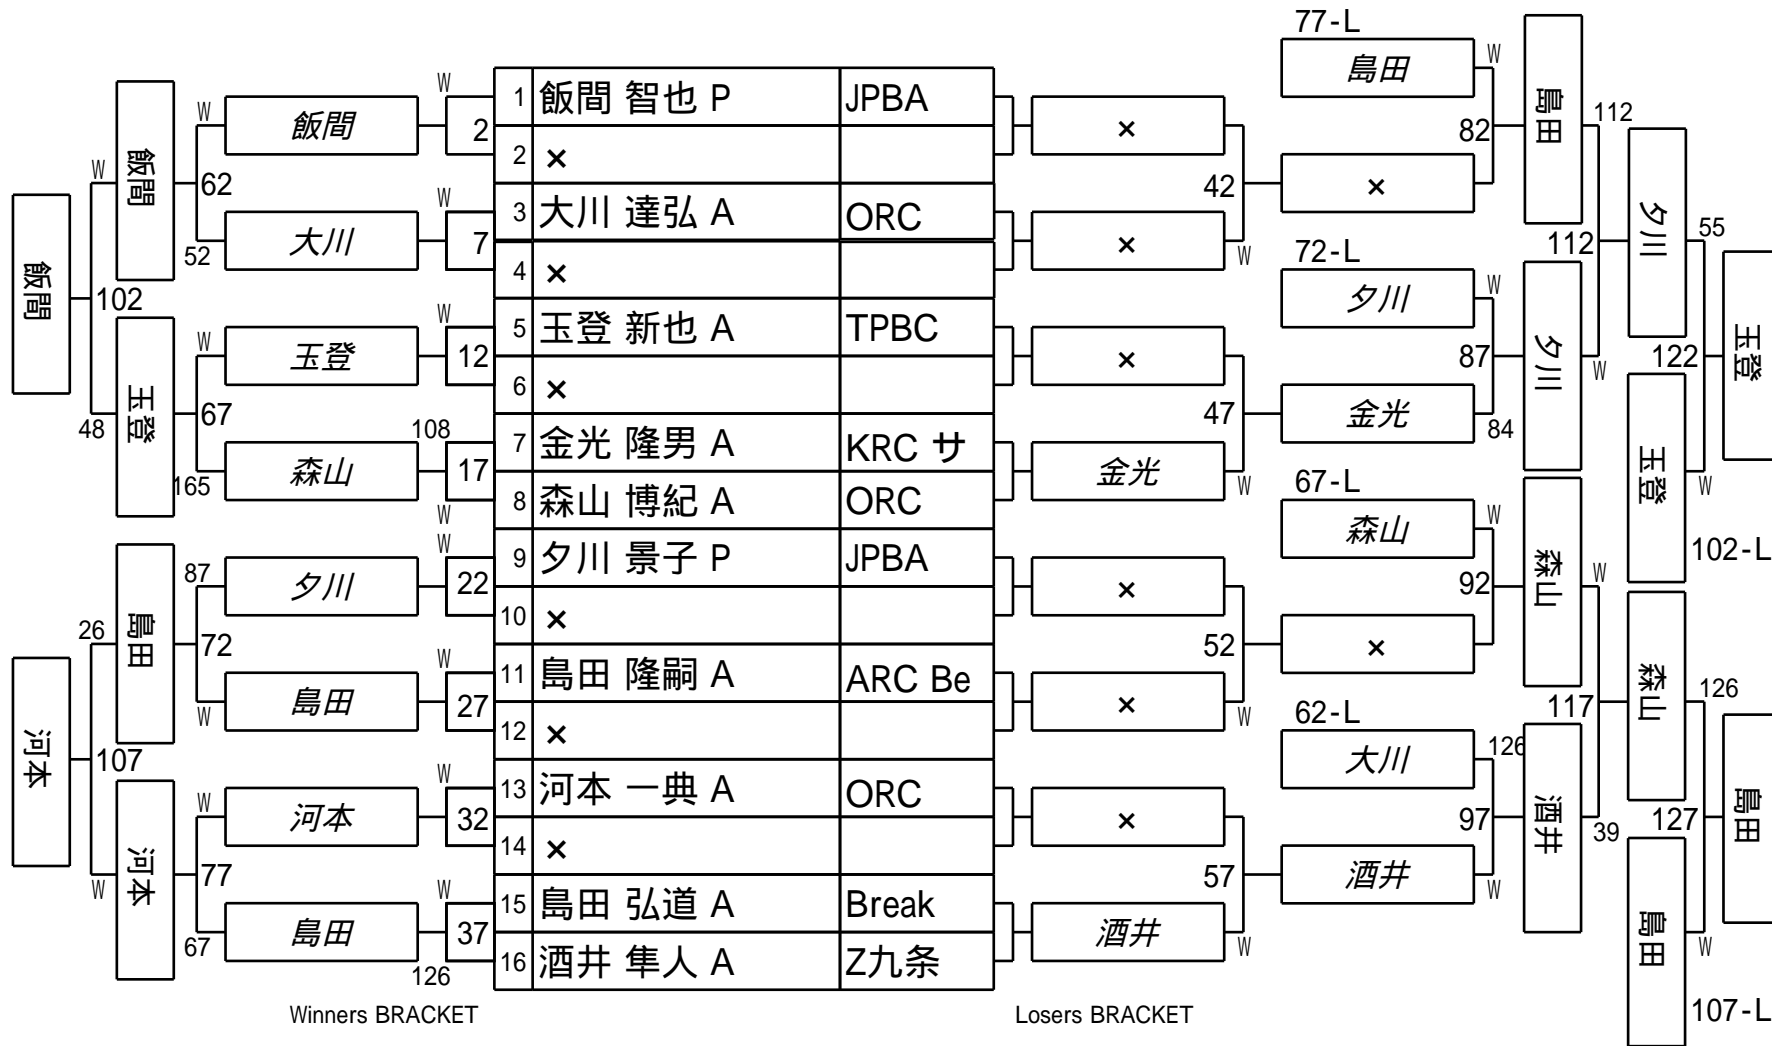 77-L
島田
W
島田
112
W
1 飯間 智也 P JPBA
飯間
W
2
×
82
夕川
55
飯間
W
2 ×
62
42
×
W
3 大川 達弘 A ORC
大川
52
7
×
W
112
4 ×
72-L
飯間
102
夕川
W
夕川
W
玉登
122
5 玉登 新也 A TPBC
玉登
W
W
12
×
87
6 ×
玉登
48
67
47
金光
84
玉登
W
7 金光 隆男 A KRC サ
108
森山
165
17
金光
W
8 森山 博紀 A ORC
W
67-L
森山
W
森山
W
102-L
9 夕川 景子 P JPBA
W
夕川
87
22
×
92
10 ×
島田
26
72
52
×
森山
126
11 島田 隆嗣 A ARC Be
W
島田
W
27
×
W
117
12 ×
62-L
河本
107
大川
126
酒井
39
島田
127
13 河本 一典 A ORC
W
河本
W
32
×
97
14 ×
河本
W
77
57
酒井
W
島田
W
15 島田 弘道 A Break
W
島田
67
37
126
酒井
W
16 酒井 隼人 A Z九条
107-L
Winners BRACKET
Losers BRACKET